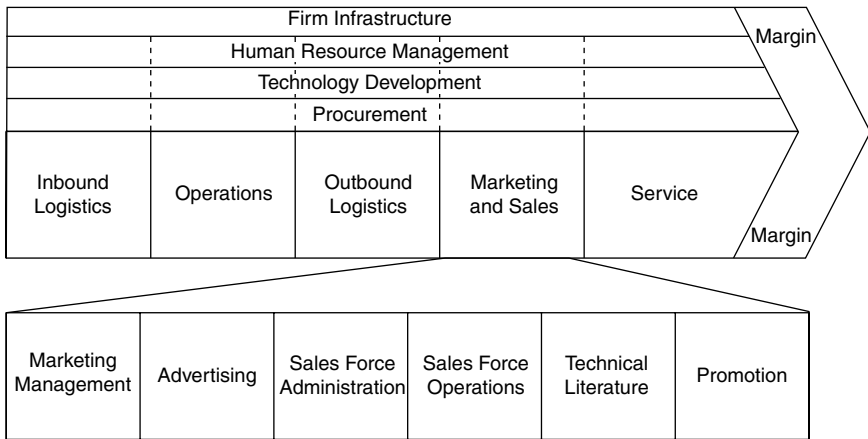 Firm Infrastructure
Margin
Human Resource Management
Technology Development
Procurement
Inbound
Logistics
Operations
Outbound
Logistics
Marketing
and Sales
Service
Margin
Marketing
Management
Advertising
Sales Force
Administration
Sales Force
Operations
Technical
Literature
Promotion